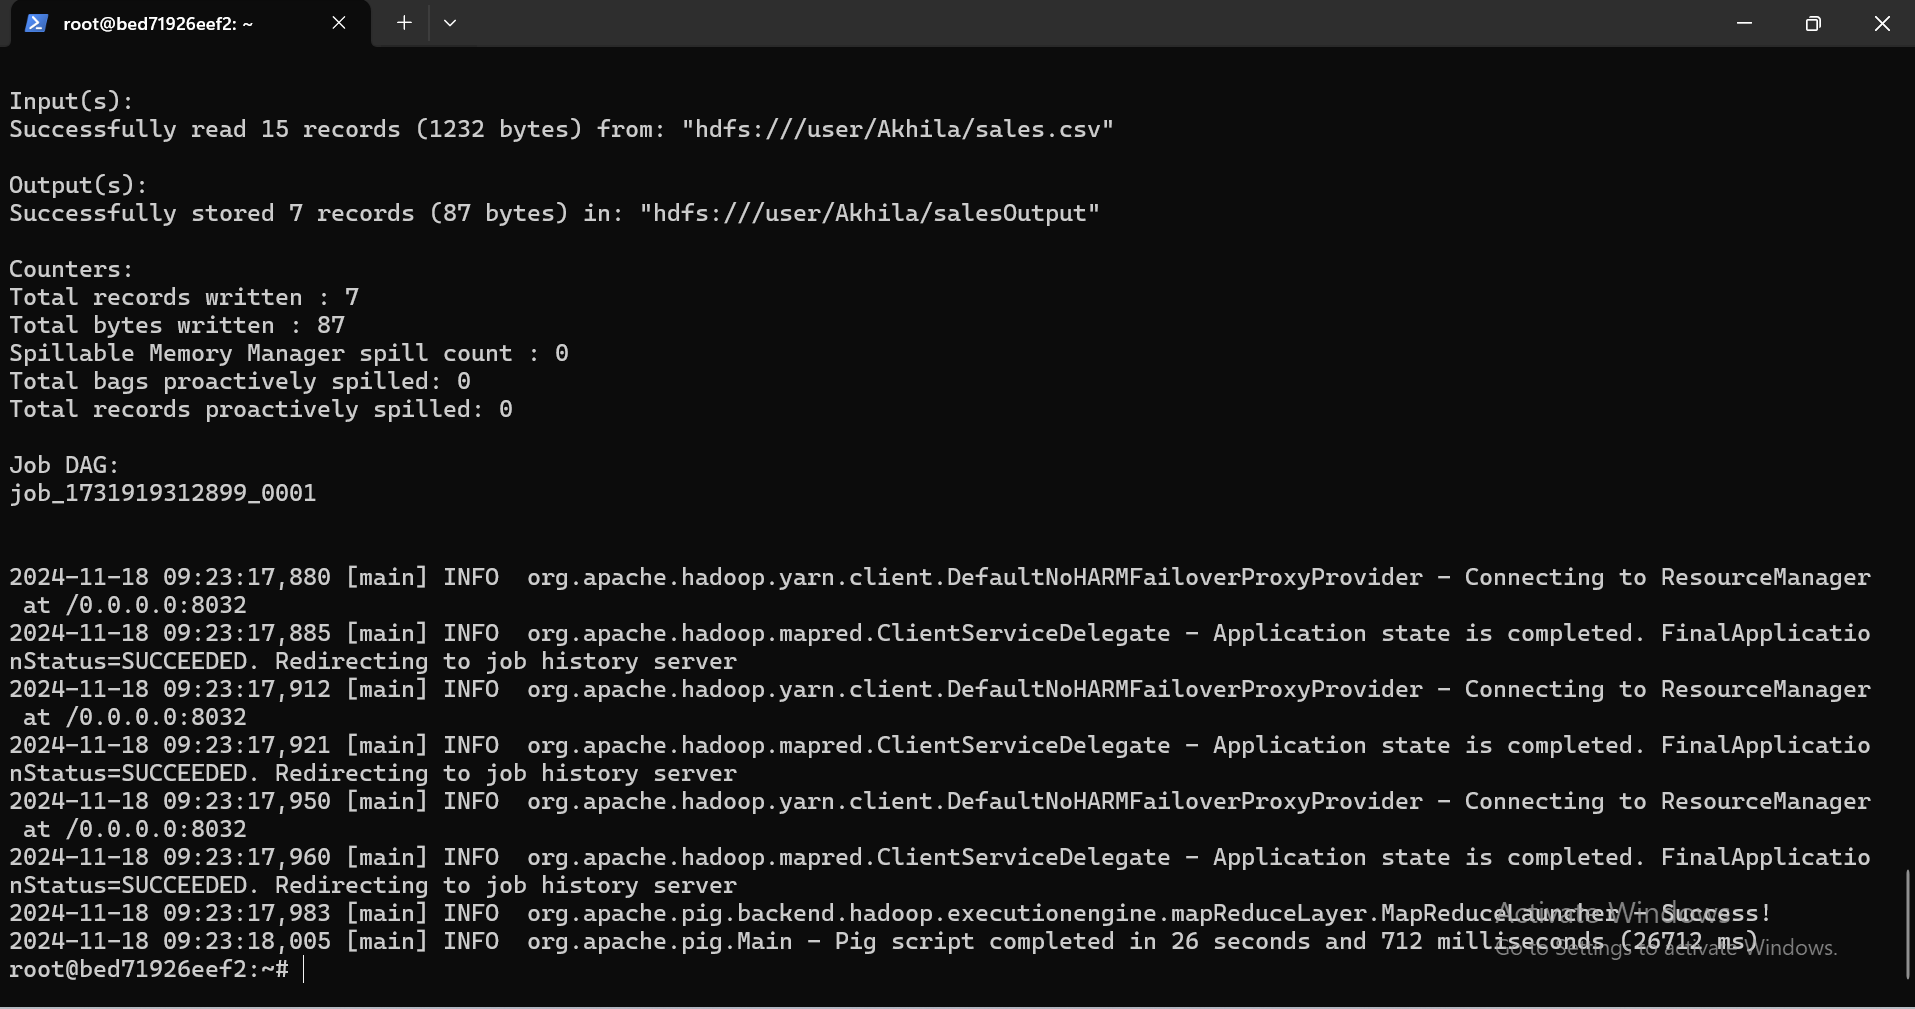 root@bed71926eef2: ~
Input(s):
Successfully read 15 records (1232 bytes) from: "hdfs:///user/Akhila/sales.csv"
Output(s):
Successfully stored 7 records (87 bytes) in: "hdfs:///user/Akhila/salesOutput"
Counters:
Total records written : 7
Total bytes written : 87
Spillable Memory Manager spill count : 0
Total bags proactively spilled: 0
Total records proactively spilled: 0
Job DAG:
job_1731919312899_0001
2024-11-18 09:23:17,880 [main] INFO  org.apache.hadoop.yarn.client.DefaultNoHARMFailoverProxyProvider - Connecting to ResourceManager
 at /0.0.0.0:8032
2024-11-18 09:23:17,885 [main] INFO  org.apache.hadoop.mapred.ClientServiceDelegate - Application state is completed. FinalApplicatio
nStatus=SUCCEEDED. Redirecting to job history server
2024-11-18 09:23:17,912 [main] INFO  org.apache.hadoop.yarn.client.DefaultNoHARMFailoverProxyProvider - Connecting to ResourceManager
 at /0.0.0.0:8032
2024-11-18 09:23:17,921 [main] INFO  org.apache.hadoop.mapred.ClientServiceDelegate - Application state is completed. FinalApplicatio
nStatus=SUCCEEDED. Redirecting to job history server
2024-11-18 09:23:17,950 [main] INFO  org.apache.hadoop.yarn.client.DefaultNoHARMFailoverProxyProvider - Connecting to ResourceManager
 at /0.0.0.0:8032
2024-11-18 09:23:17,960 [main] INFO  org.apache.hadoop.mapred.ClientServiceDelegate - Application state is completed. FinalApplicatio
nStatus=SUCCEEDED. Redirecting to job history server
2024-11-18 09:23:17,983 [main] INFO  org.apache.pig.backend.hadoop.executionengine.mapReduceLayer.MapReduceLauncher - Success!
2024-11-18 09:23:18,005 [main] INFO  org.apache.pig.Main - Pig script completed in 26 seconds and 712 milliseconds (26712 ms)
root@bed71926eef2:~#
Activate Windows
Go to Settings to activate Windows.